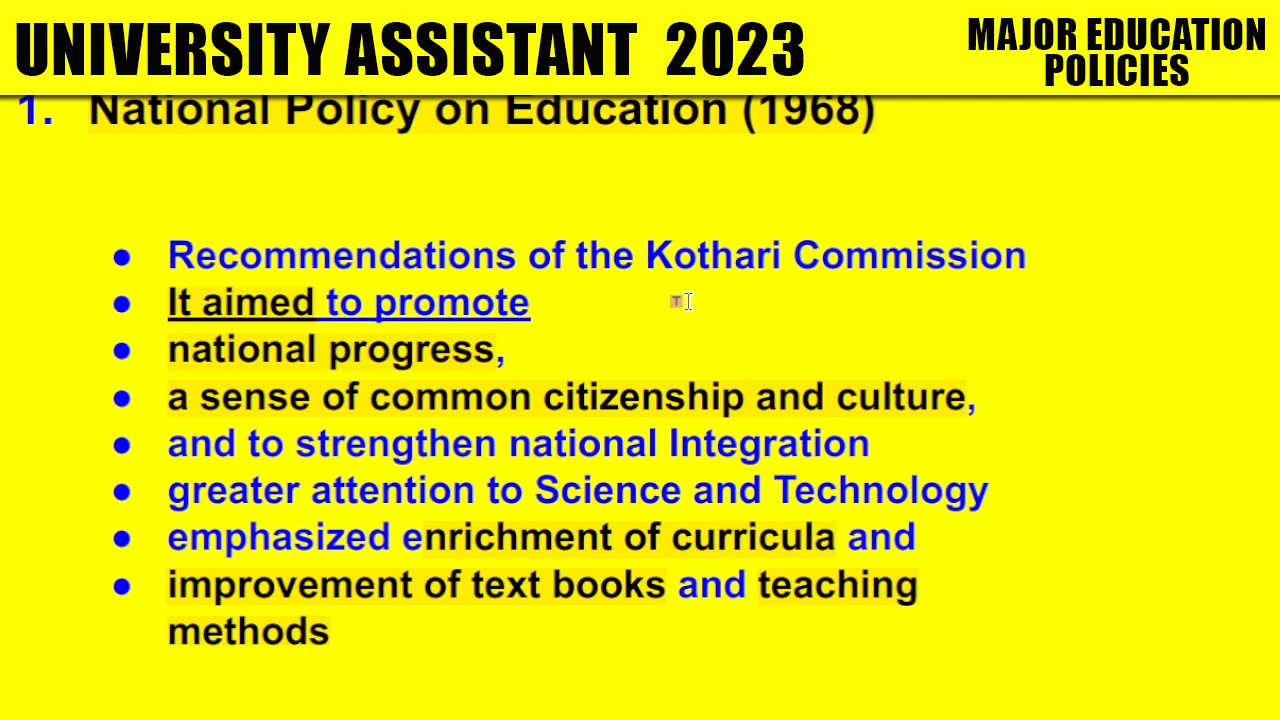 UNIVERSITY ASSISTANT 2023
MAJOR EDUCATION
POLICIES
1. National Policy on Education (1968)
● Recommendations of the Kothari Commission
● It aimed to promote
● national progress,
● a sense of common citizenship and culture,
● and to strengthen national Integration
● greater attention to Science and Technology
● emphasized enrichment of curricula and
● improvement of text books and teaching
methods